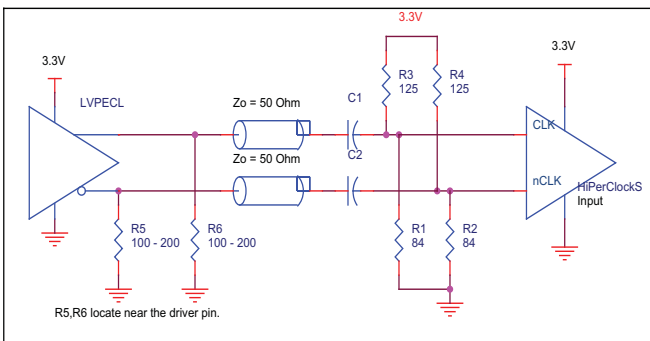 3.3V
3.3V
3.3V
LVPECL
R3
125
R4
125
Zo = 50 Ohm
C1
CLK
Zo = 50 Ohm
C2
nCLK
HiPerClockS
Input
R5
100 - 200
R6
100 - 200
R1
84
R2
84
R5,R6 locate near the driver pin.